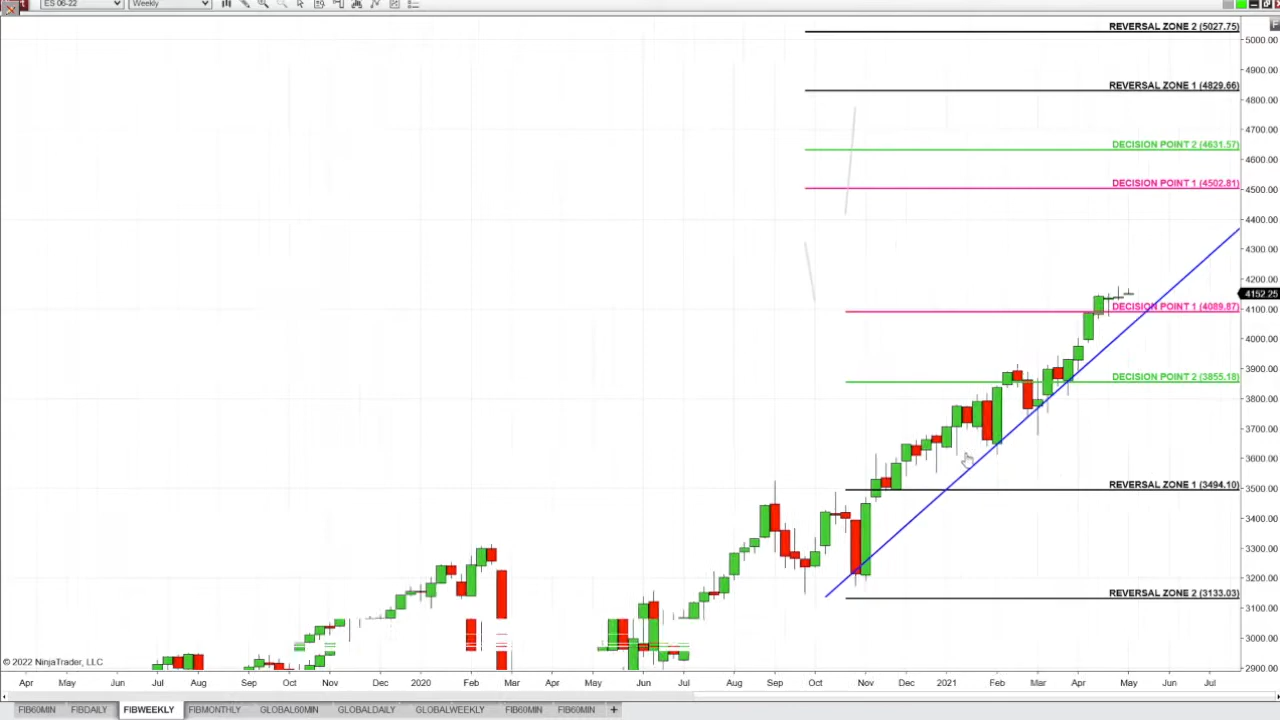 ES 06-22 Weekly
REVERSAL ZONE 2 (5027.75)
5000.00
4900.00
REVERSAL ZONE 1 (4829.66)
4800.00
4700.00
DECISION POINT 2 (4631.57)
4600.00
DECISION POINT 1 (4502.81)
4500.00
4400.00
4300.00
4200.00
4152.25
DECISION POINT 1 (4089.87)
4100.00
4000.00
3900.00
DECISION POINT 2 (3855.18)
3800.00
3700.00
3600.00
REVERSAL ZONE 1 (3494.10)
3500.00
3400.00
3300.00
3200.00
REVERSAL ZONE 2 (3133.03)
3100.00
3000.00
2900.00
© 2022 NinjaTrader, LLC
Apr May Jun Jul Aug Sep Oct Nov Dec 2020 Feb Mar Apr May Jun Jul Aug Sep Oct Nov Dec 2021 Feb Mar Apr May Jun Jul
FIB60MIN FIBDAILY FIBWEEKLY FIBMONTHLY GLOBAL60MIN GLOBALDAILY GLOBALWEEKLY FIB60MIN FIB60MIN +